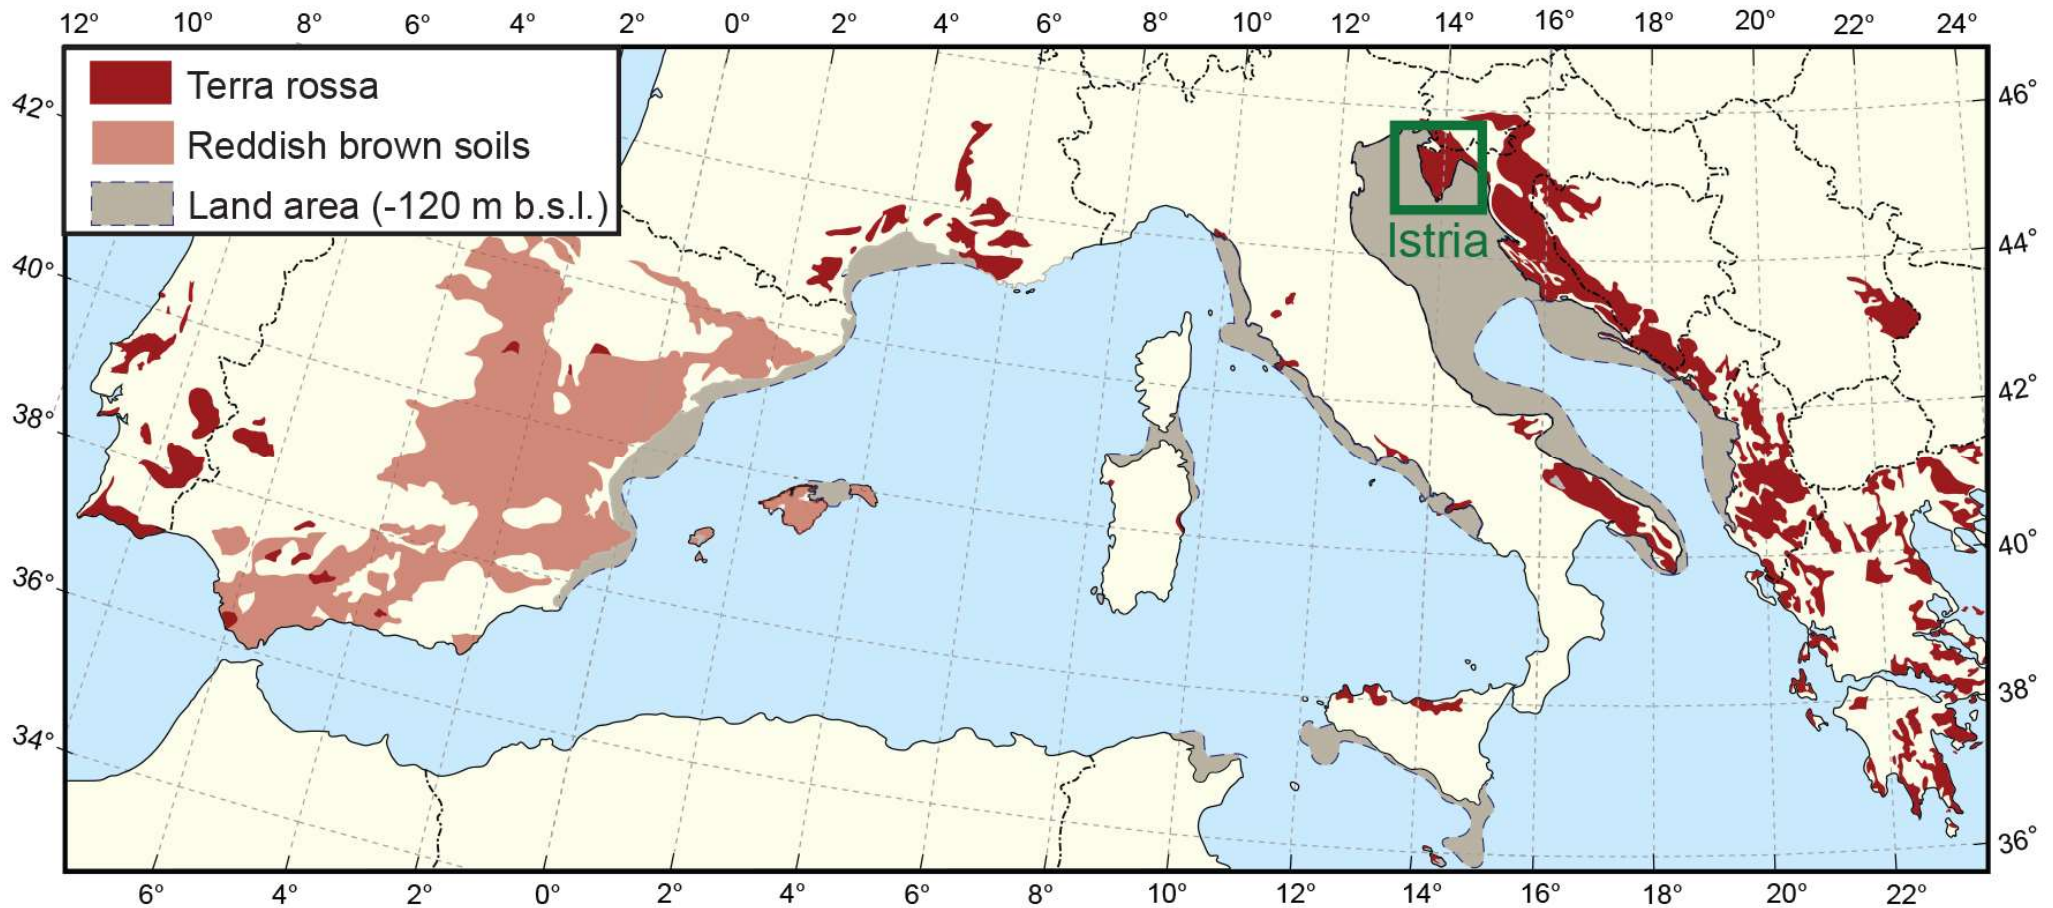 12° 10° 8° 6° 4° 2° 0° 2° 4° 6° 8° 10° 12° 14° 16° 18° 20° 22° 24°
Terra rossa
Reddish brown soils
Land area (-120 m b.s.l.)
42° 46°
Istria
44°
40°
42°
38°
40°
36°
38°
34°
36°
6° 4° 2° 0° 2° 4° 6° 8° 10° 12° 14° 16° 18° 20° 22°